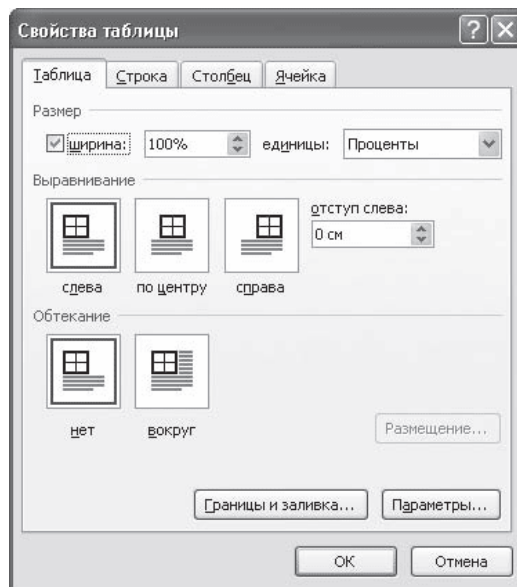 Свойства таблицы
Таблица Строка Столбец Ячейка
Размер
ширина: 100% единицы: Проценты
Выравнивание
отступ слева:
0 см
слева по центру справа
Обтекание
нет вокруг
Размещение...
Границы и заливка... Параметры...
ОК Отмена